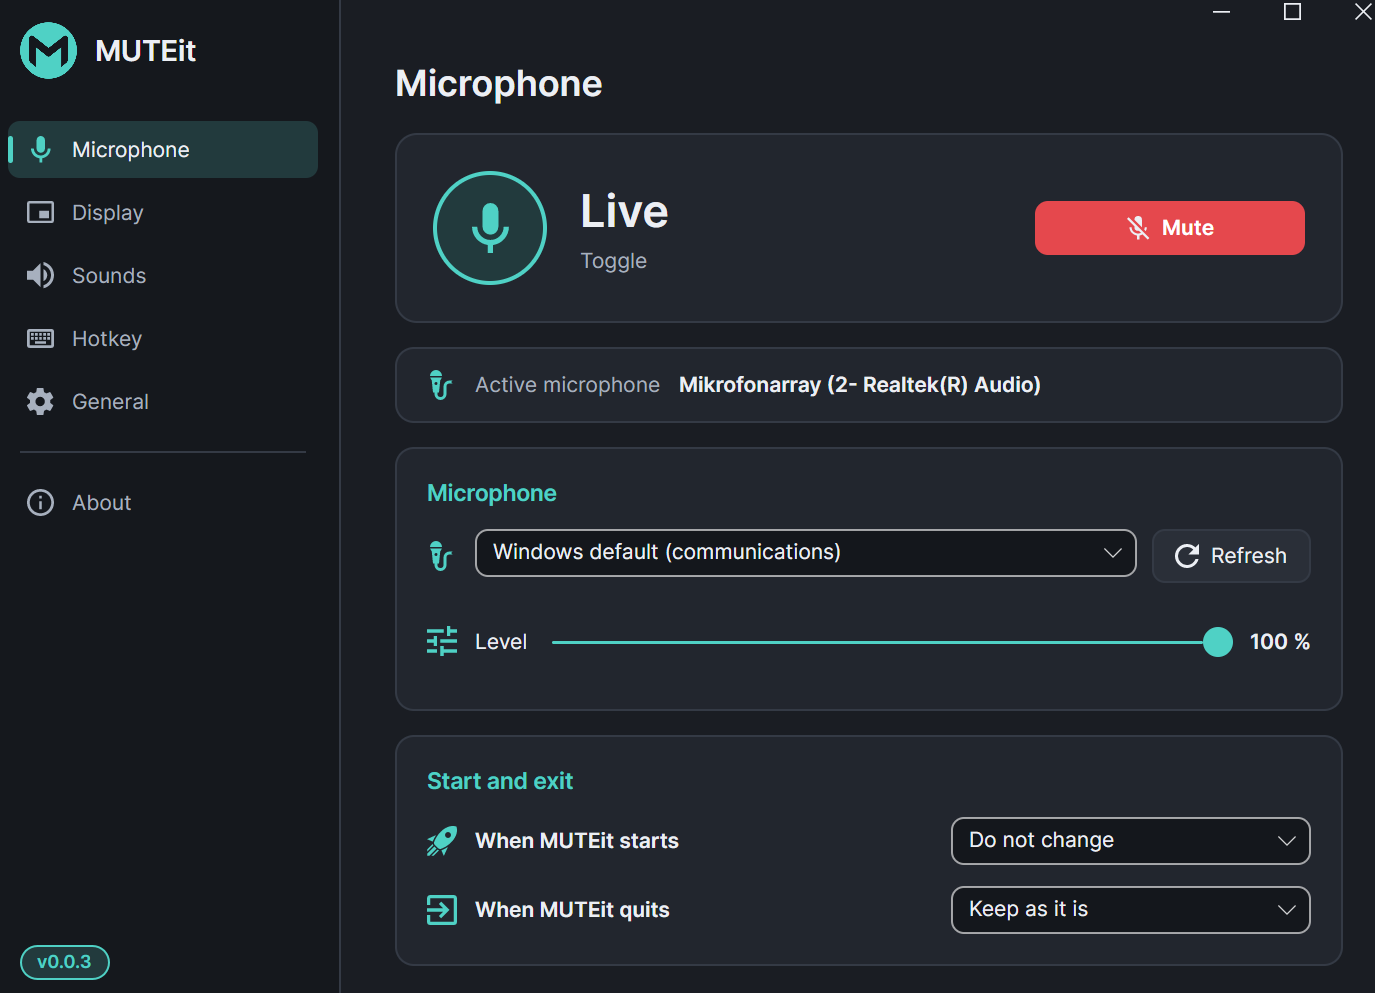 MUTEit
Microphone
Display
Sounds
Hotkey
General
About
v0.0.3
Microphone
Live
Toggle
Mute
Active microphone Mikrofonarray (2- Realtek(R) Audio)
Microphone
Windows default (communications)
Refresh
Level
100 %
Start and exit
When MUTEit starts
Do not change
When MUTEit quits
Keep as it is